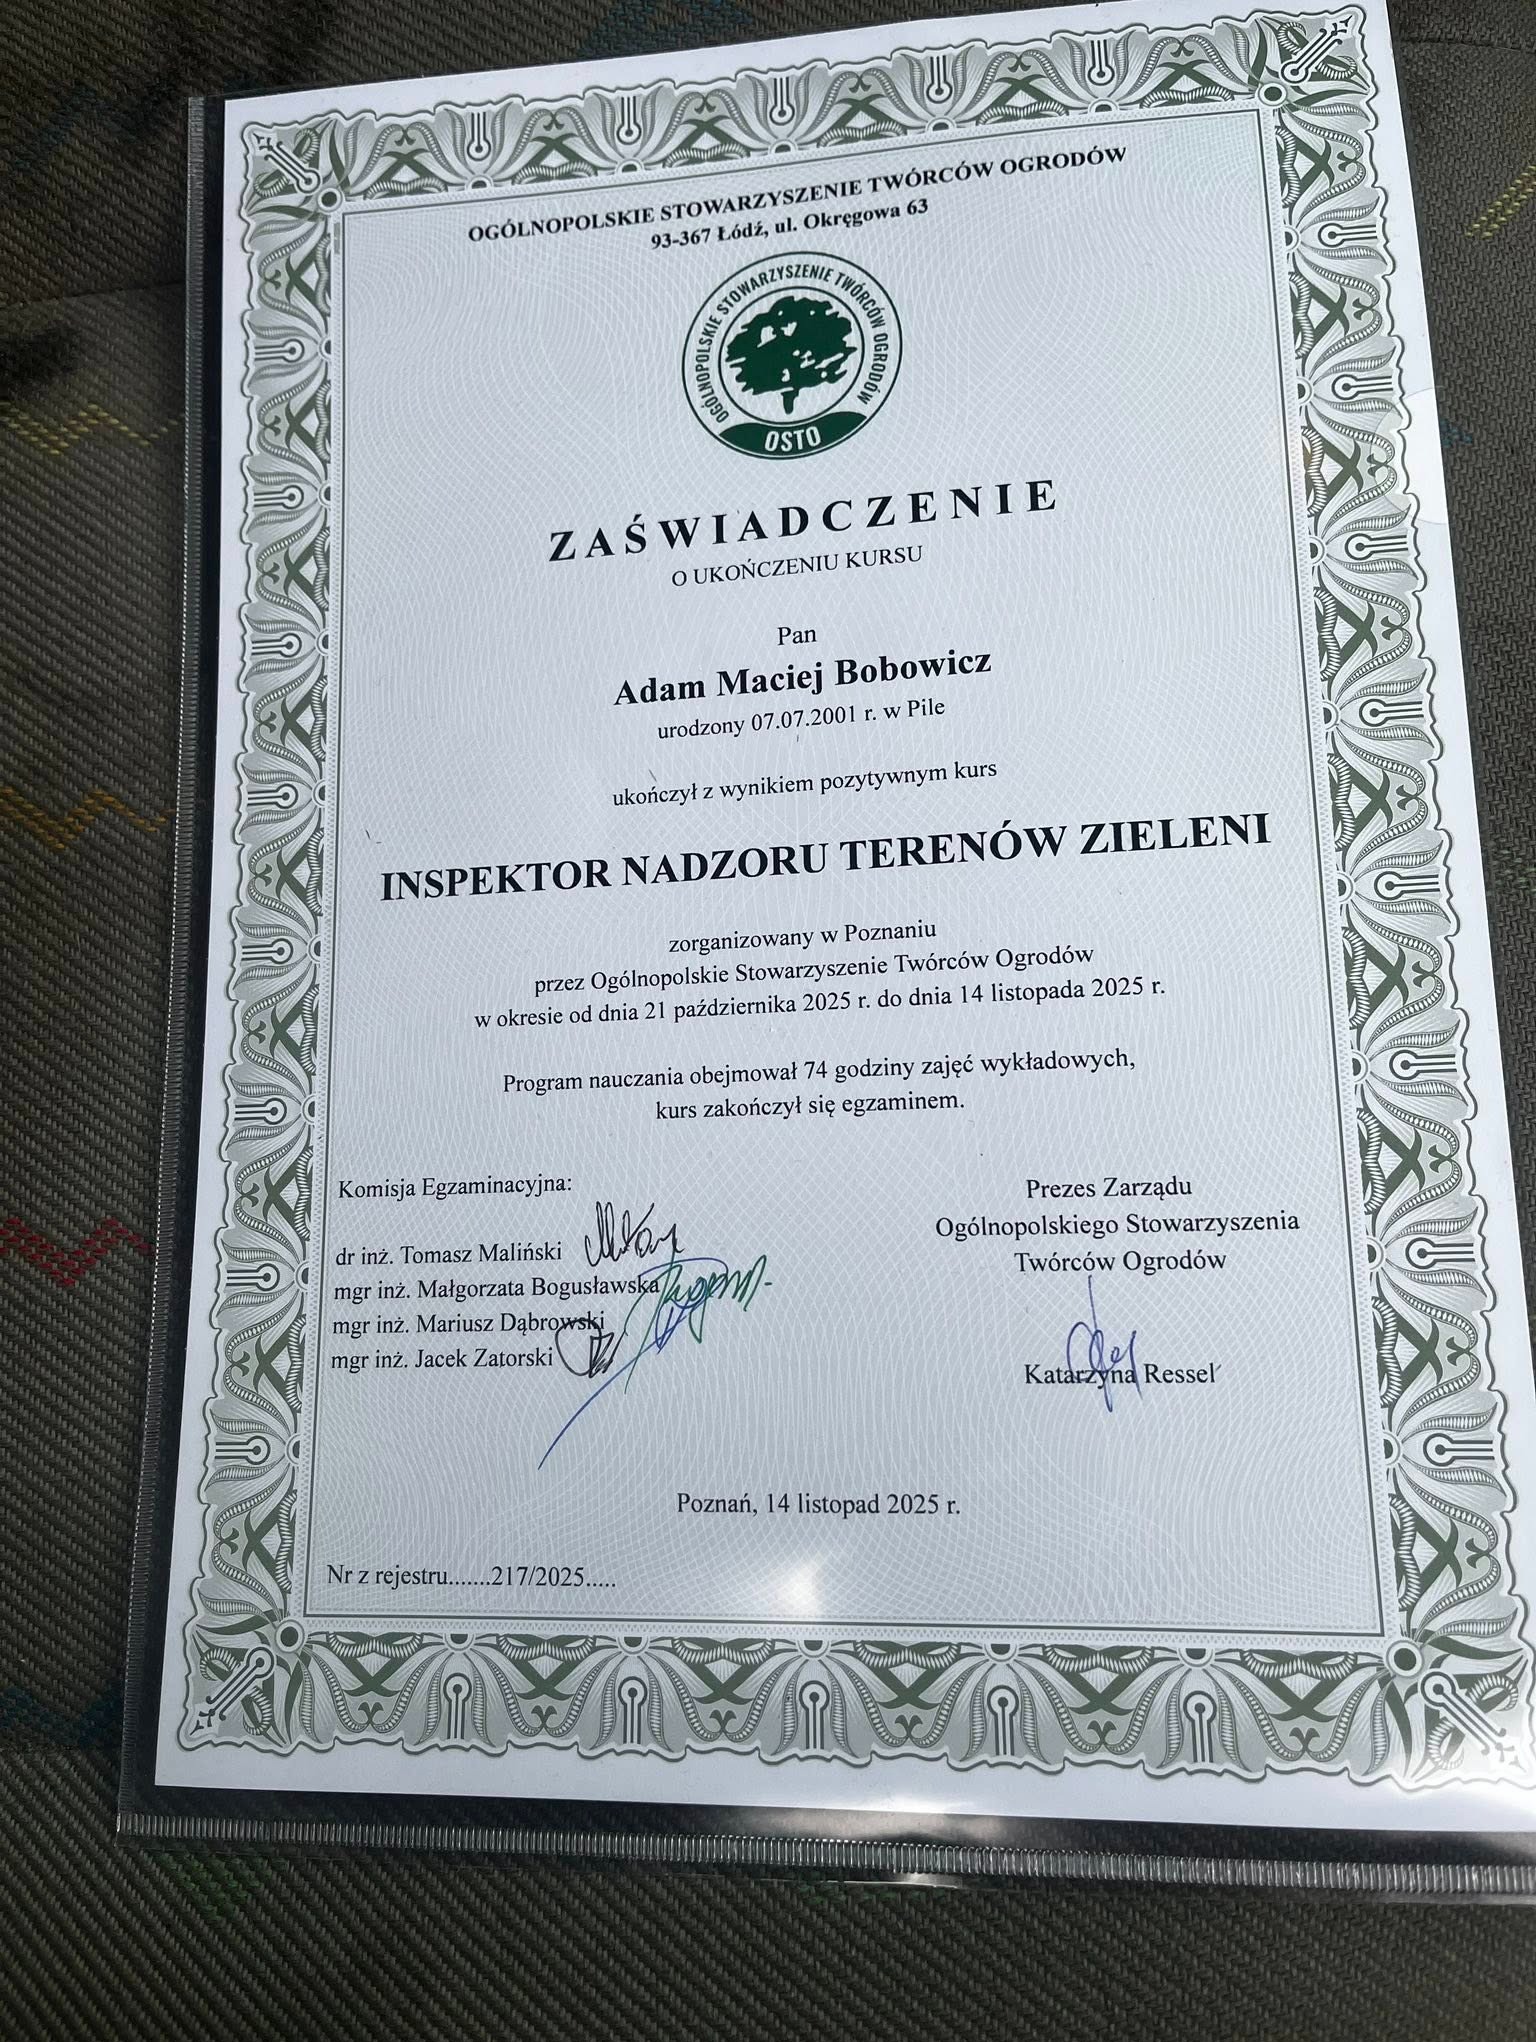 OGÓLNOPOLSKIE STOWARZYSZENIE TWÓRCÓW OGRODÓW
93-367 Łódź, ul. Okręgowa 63
OGÓLNOPOLSKIE STOWARZYSZENIE TWÓRCÓW OGRODÓW
OSTO
ZAŚWIADCZENIE
O UKOŃCZENIU KURSU
Pan
Adam Maciej Bobowicz
urodzony 07.07.2001 r. w Pile
ukończył z wynikiem pozytywnym kurs
INSPEKTOR NADZORU TERENÓW ZIELENI
zorganizowany w Poznaniu
przez Ogólnopolskie Stowarzyszenie Twórców Ogrodów
w okresie od dnia 21 października 2025 r. do dnia 14 listopada 2025 r.
Program nauczania obejmował 74 godziny zajęć wykładowych,
kurs zakończył się egzaminem.
Komisja Egzaminacyjna:
dr inż. Tomasz Maliński
mgr inż. Małgorzata Bogusławska
mgr inż. Mariusz Dąbrowski
mgr inż. Jacek Zatorski
Prezes Zarządu
Ogólnopolskiego Stowarzyszenia
Twórców Ogrodów
Katarzyna Ressel
Poznań, 14 listopad 2025 r.
Nr z rejestru.......217/2025.....